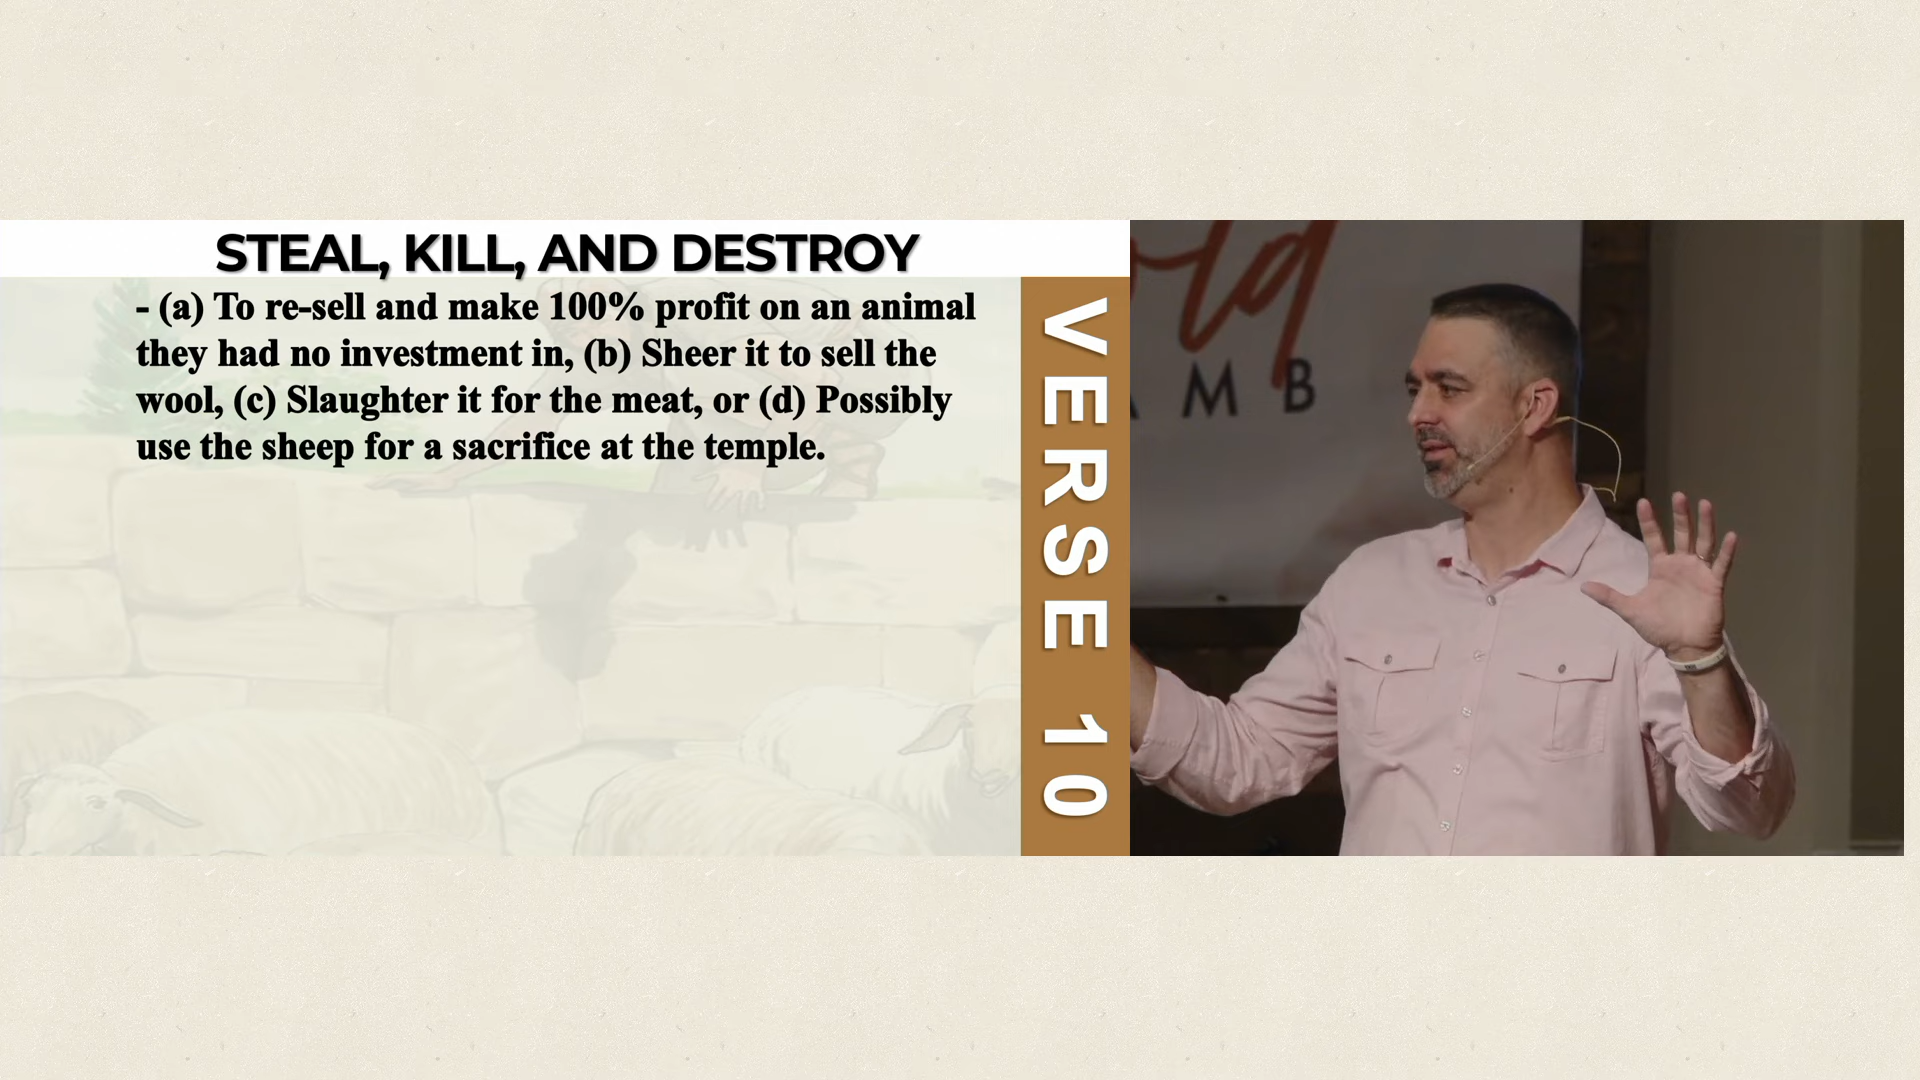 STEAL, KILL, AND DESTROY
- (a) To re-sell and make 100% profit on an animal
they had no investment in, (b) Sheer it to sell the
wool, (c) Slaughter it for the meat, or (d) Possibly
use the sheep for a sacrifice at the temple.
VERSE 10